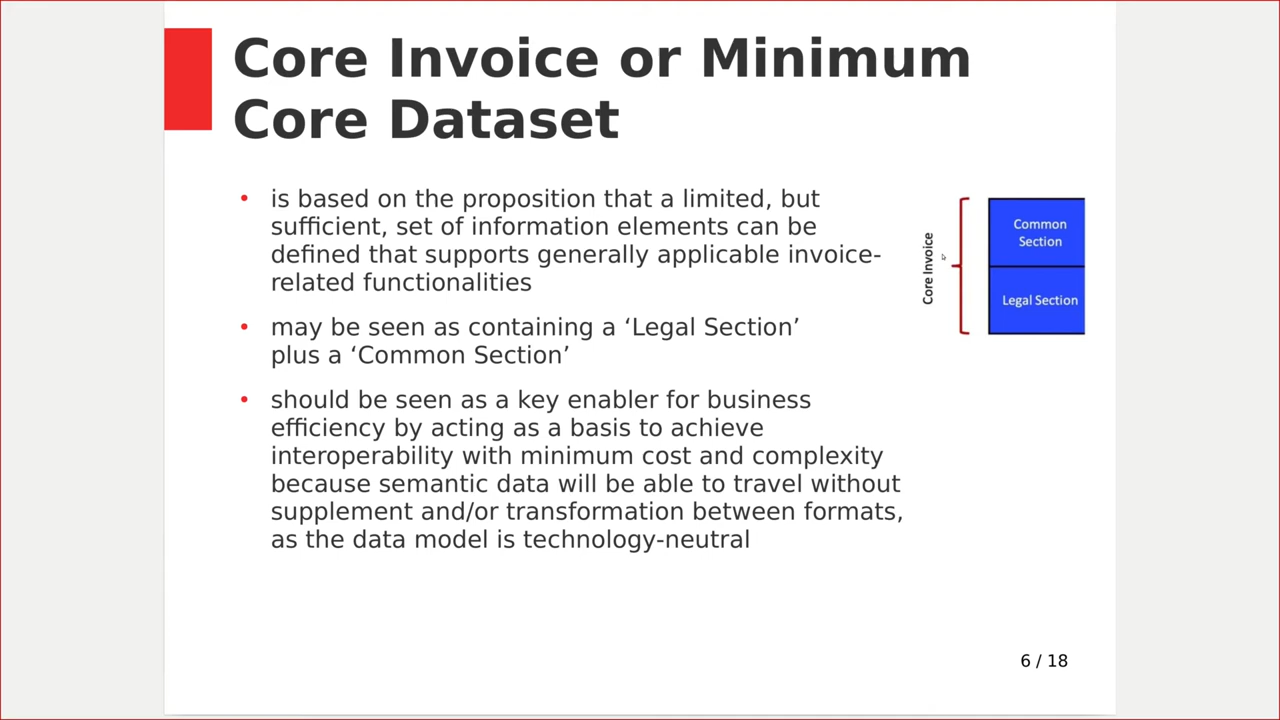 Core Invoice or Minimum
Core Dataset
• is based on the proposition that a limited, but
sufficient, set of information elements can be
defined that supports generally applicable invoice-
related functionalities
• may be seen as containing a ‘Legal Section’
plus a ‘Common Section’
• should be seen as a key enabler for business
efficiency by acting as a basis to achieve
interoperability with minimum cost and complexity
because semantic data will be able to travel without
supplement and/or transformation between formats,
as the data model is technology-neutral
Core Invoice
Common
Section
Legal Section
6 / 18